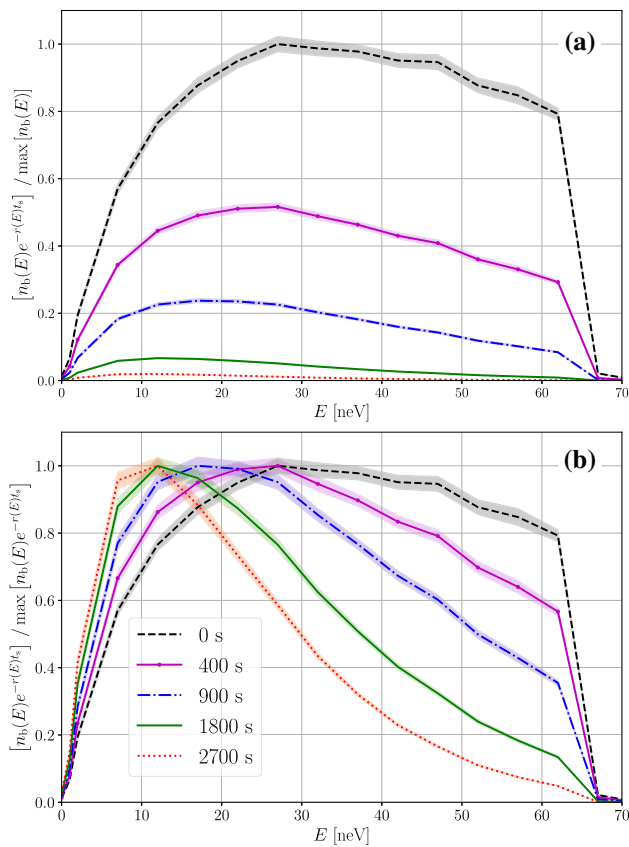 (a)
[n_b(E)e^{-r(E)t_s}] / max [n_b(E)]
1.0
0.8
0.6
0.4
0.2
0.0
0 10 20 30 40 50 60 70
E [neV]
(b)
[n_b(E)e^{-r(E)t_s}] / max [n_b(E)e^{-r(E)t_s}]
1.0
0.8
0.6
0.4
0.2
0.0
0 s
400 s
900 s
1800 s
2700 s
0 10 20 30 40 50 60 70
E [neV]